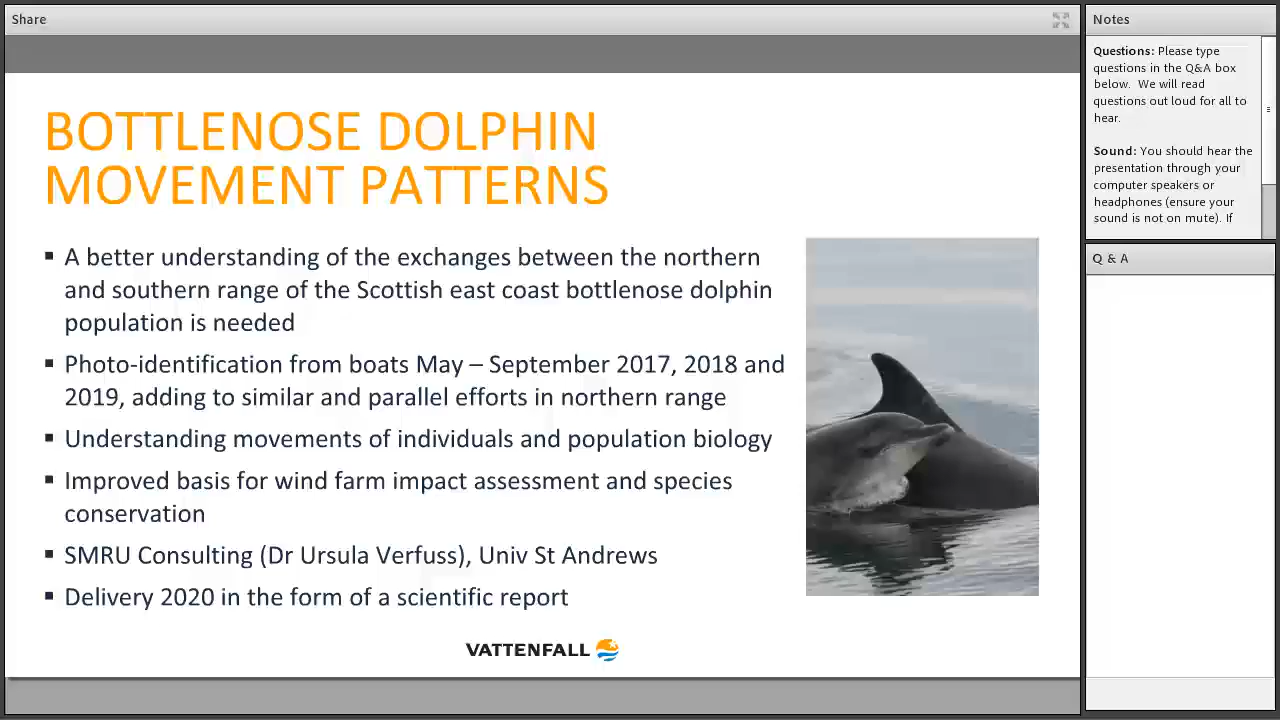 Share
BOTTLENOSE DOLPHIN
MOVEMENT PATTERNS
▪ A better understanding of the exchanges between the northern
and southern range of the Scottish east coast bottlenose dolphin
population is needed
▪ Photo-identification from boats May – September 2017, 2018 and
2019, adding to similar and parallel efforts in northern range
▪ Understanding movements of individuals and population biology
▪ Improved basis for wind farm impact assessment and species
conservation
▪ SMRU Consulting (Dr Ursula Verfuss), Univ St Andrews
▪ Delivery 2020 in the form of a scientific report
VATTENFALL
Notes
Questions: Please type
questions in the Q&A box
below. We will read
questions out loud for all to
hear.
Sound: You should hear the
presentation through your
computer speakers or
headphones (ensure your
sound is not on mute). If
Q & A